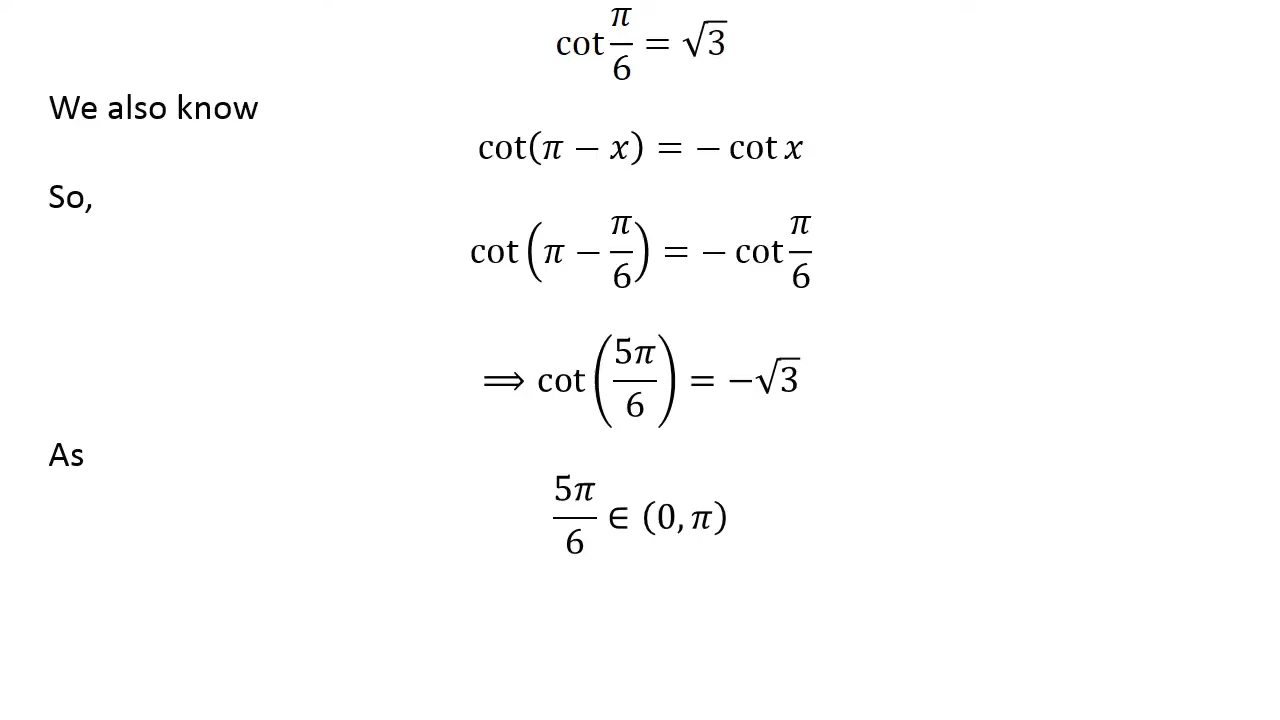 cot π/6 = √3
We also know
cot(π − x) = − cot x
So,
cot (π − π/6) = − cot π/6
⟹ cot (5π/6) = −√3
As
5π/6 ∈ (0, π)